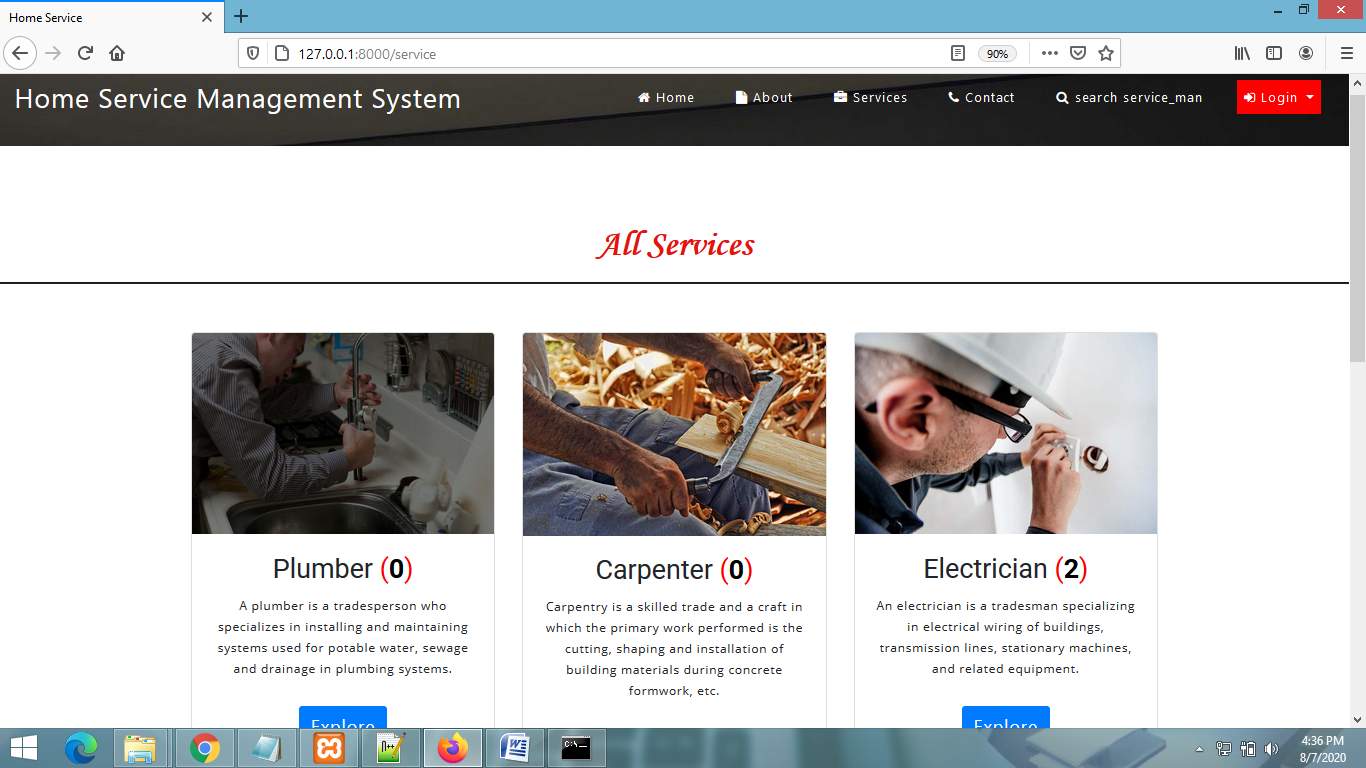 Home Service
127.0.0.1:8000/service
90%
Home Service Management System
Home
About
Services
Contact
search service_man
Login
All Services
Plumber (0)
A plumber is a tradesperson who
specializes in installing and maintaining
systems used for potable water, sewage
and drainage in plumbing systems.
Explore
Carpenter (0)
Carpentry is a skilled trade and a craft in
which the primary work performed is the
cutting, shaping and installation of
building materials during concrete
formwork, etc.
Electrician (2)
An electrician is a tradesman specializing
in electrical wiring of buildings,
transmission lines, stationary machines,
and related equipment.
Explore
4:36 PM
8/7/2020